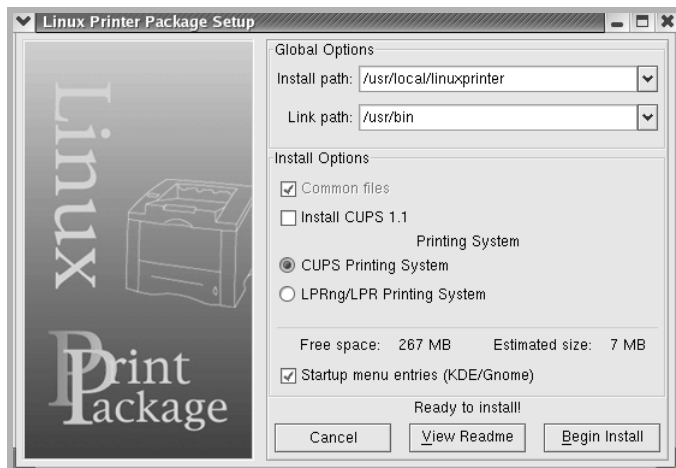 Linux Printer Package Setup
Linux
Print
Package
Global Options
Install path: /usr/local/linuxprinter
Link path: /usr/bin
Install Options
Common files
Install CUPS 1.1
Printing System
CUPS Printing System
LPRng/LPR Printing System
Free space: 267 MB Estimated size: 7 MB
Startup menu entries (KDE/Gnome)
Ready to install!
Cancel View Readme Begin Install